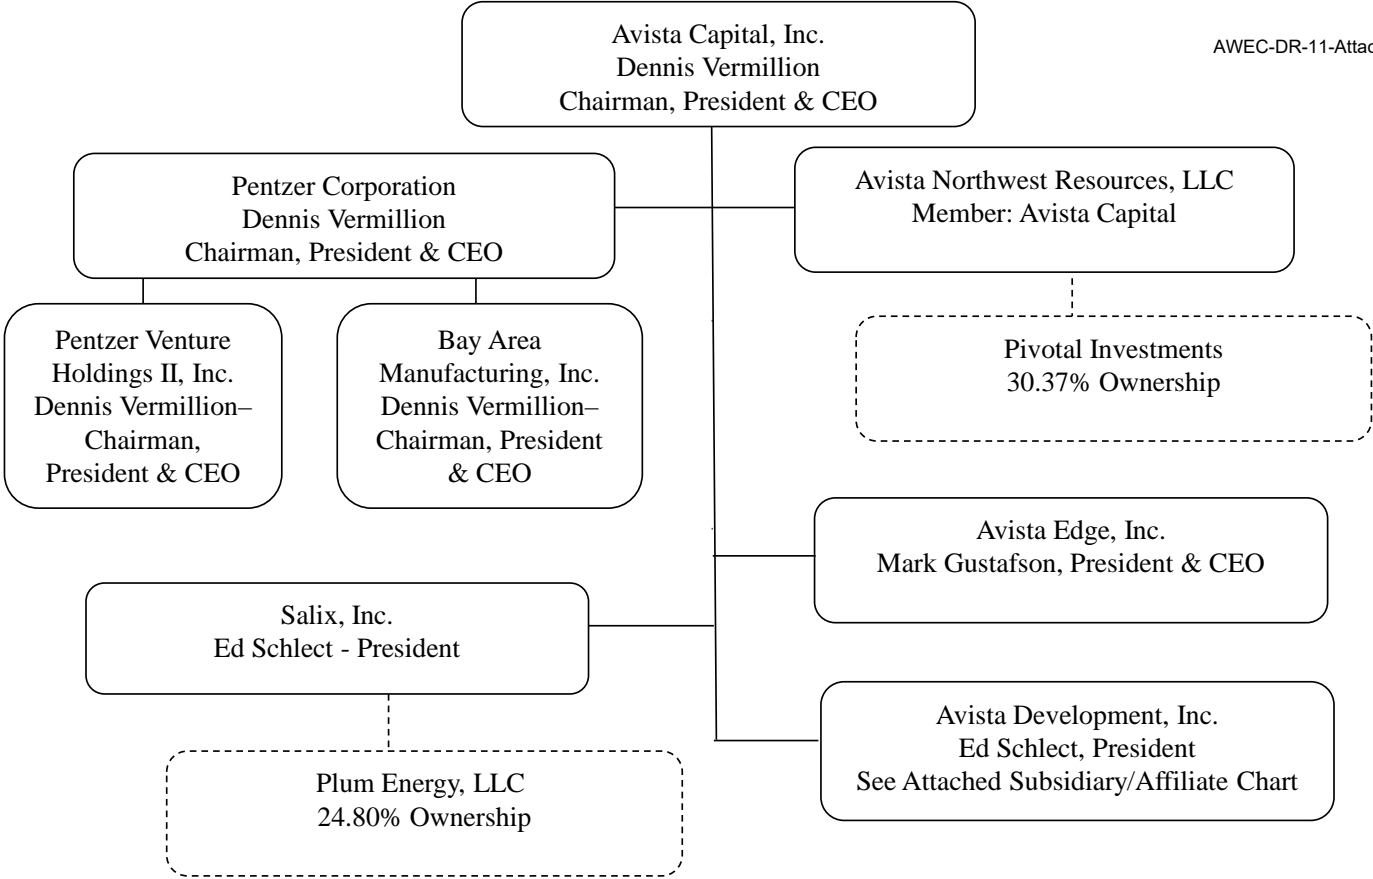 Avista Capital, Inc.
Dennis Vermillion
Chairman, President & CEO
AWEC-DR-11-Attac
Pentzer Corporation
Dennis Vermillion
Chairman, President & CEO
Avista Northwest Resources, LLC
Member: Avista Capital
Pentzer Venture
Holdings II, Inc.
Dennis Vermillion–
Chairman,
President & CEO
Bay Area
Manufacturing, Inc.
Dennis Vermillion–
Chairman, President
& CEO
Pivotal Investments
30.37% Ownership
Avista Edge, Inc.
Mark Gustafson, President & CEO
Salix, Inc.
Ed Schlect - President
Avista Development, Inc.
Ed Schlect, President
See Attached Subsidiary/Affiliate Chart
Plum Energy, LLC
24.80% Ownership